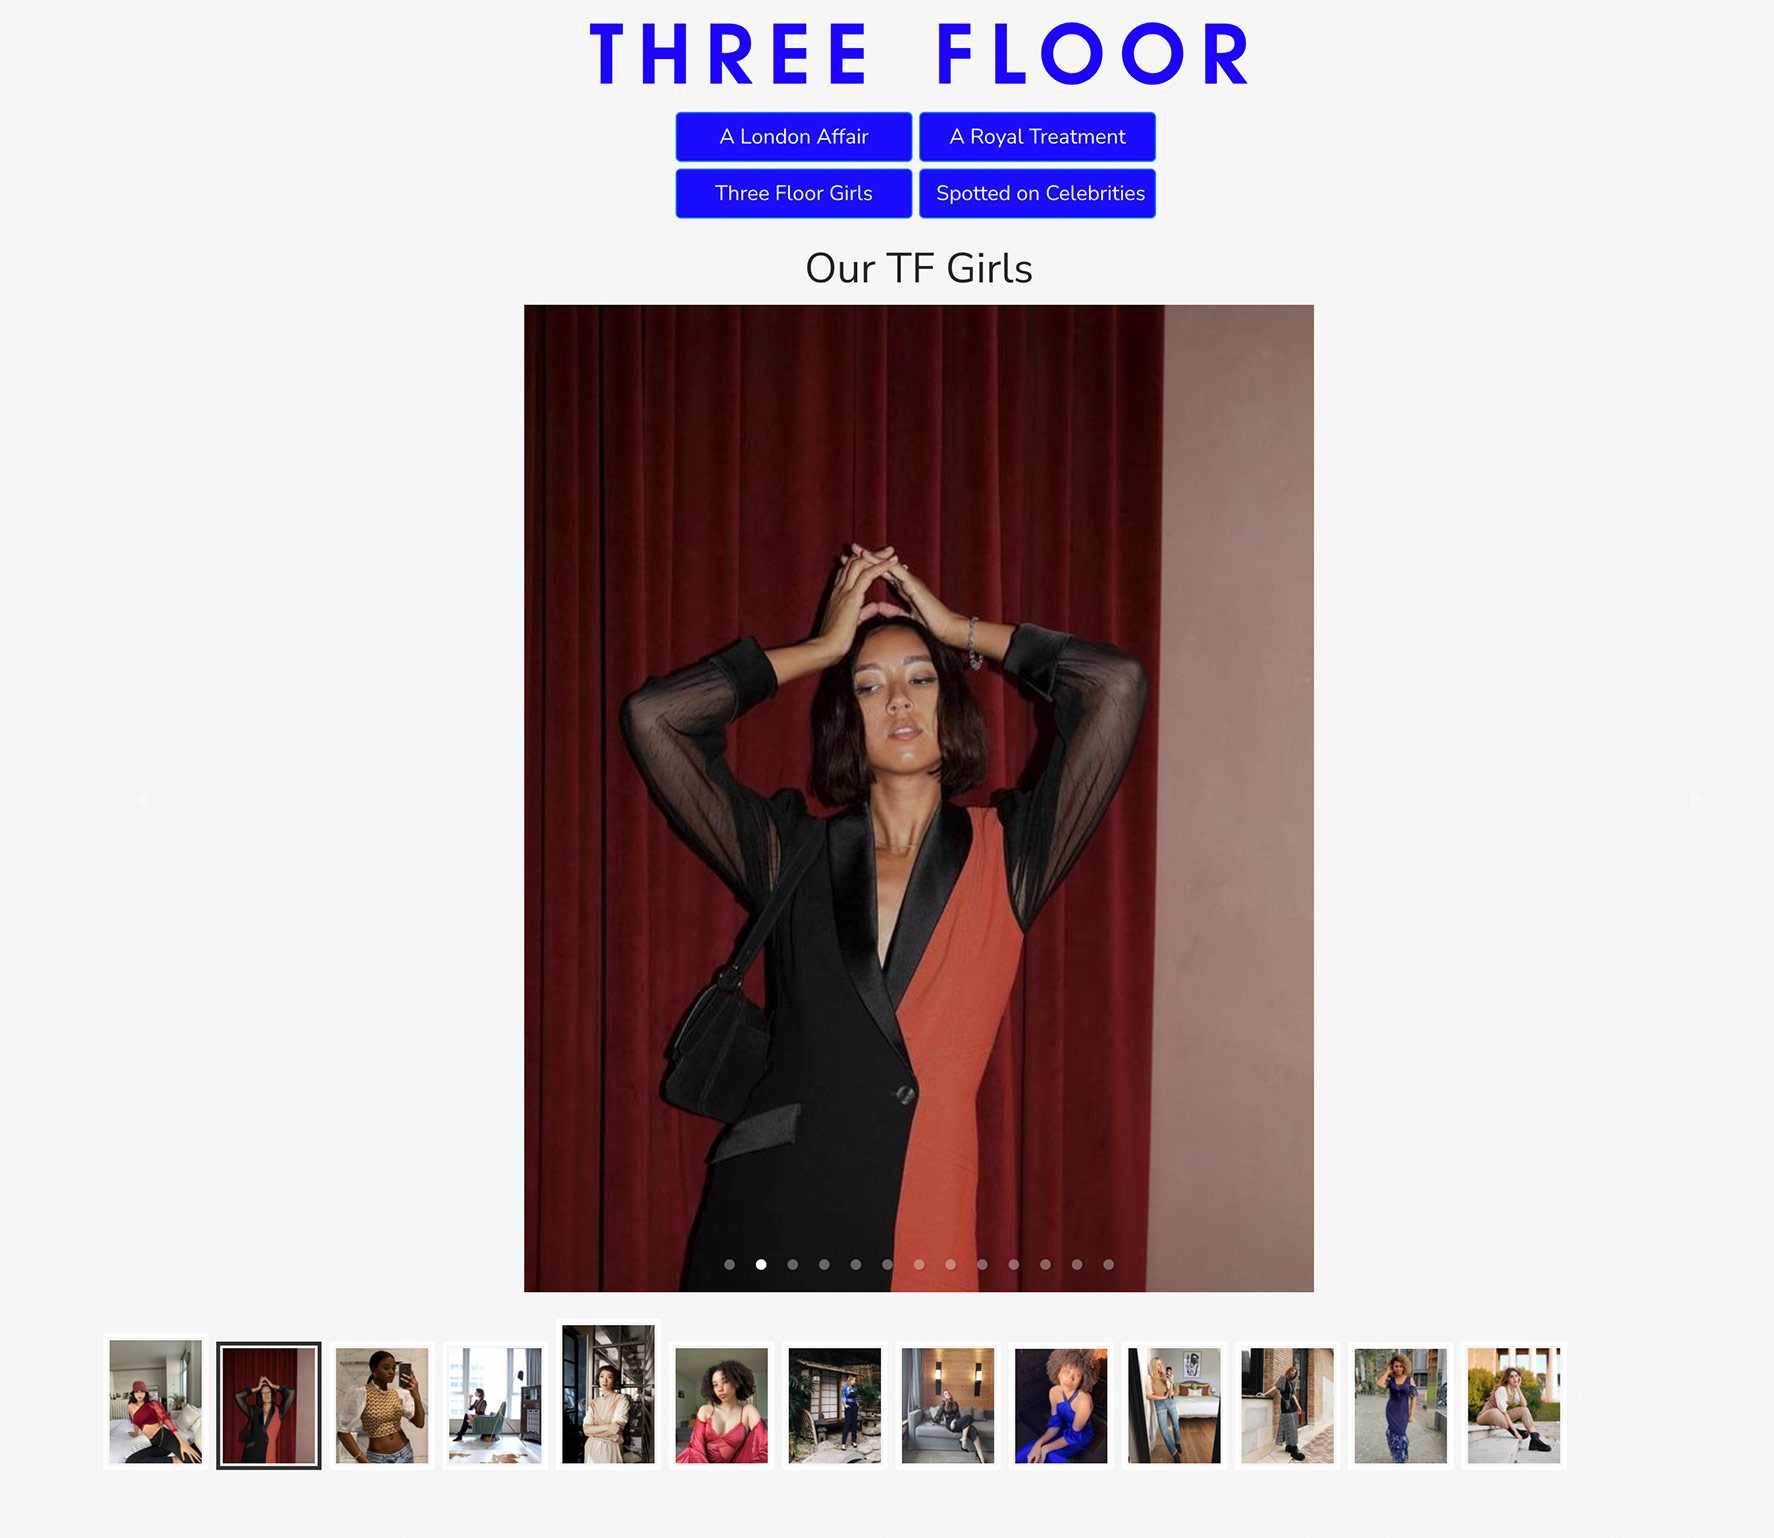 THREE FLOOR
A London Affair
A Royal Treatment
Three Floor Girls
Spotted on Celebrities
Our TF Girls